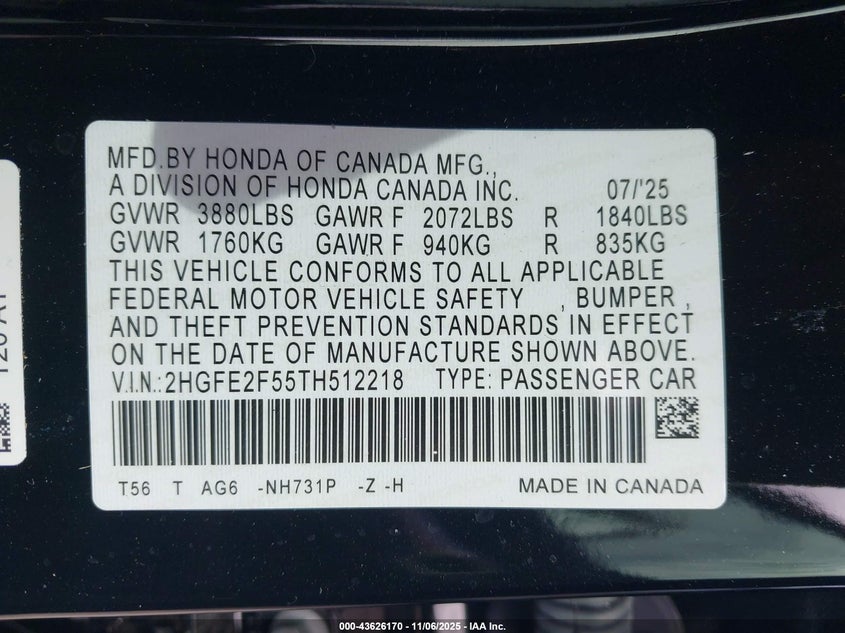 MFD.BY HONDA OF CANADA MFG.,
A DIVISION OF HONDA CANADA INC. 07/'25
GVWR 3880LBS GAWR F 2072LBS R 1840LBS
GVWR 1760KG GAWR F 940KG R 835KG
THIS VEHICLE CONFORMS TO ALL APPLICABLE
FEDERAL MOTOR VEHICLE SAFETY , BUMPER ,
AND THEFT PREVENTION STANDARDS IN EFFECT
ON THE DATE OF MANUFACTURE SHOWN ABOVE.
V.I.N.:2HGFE2F55TH512218 TYPE: PASSENGER CAR
T56 T AG6 -NH731P -Z -H MADE IN CANADA
000-43626170 - 11/06/2025 - IAA Inc.